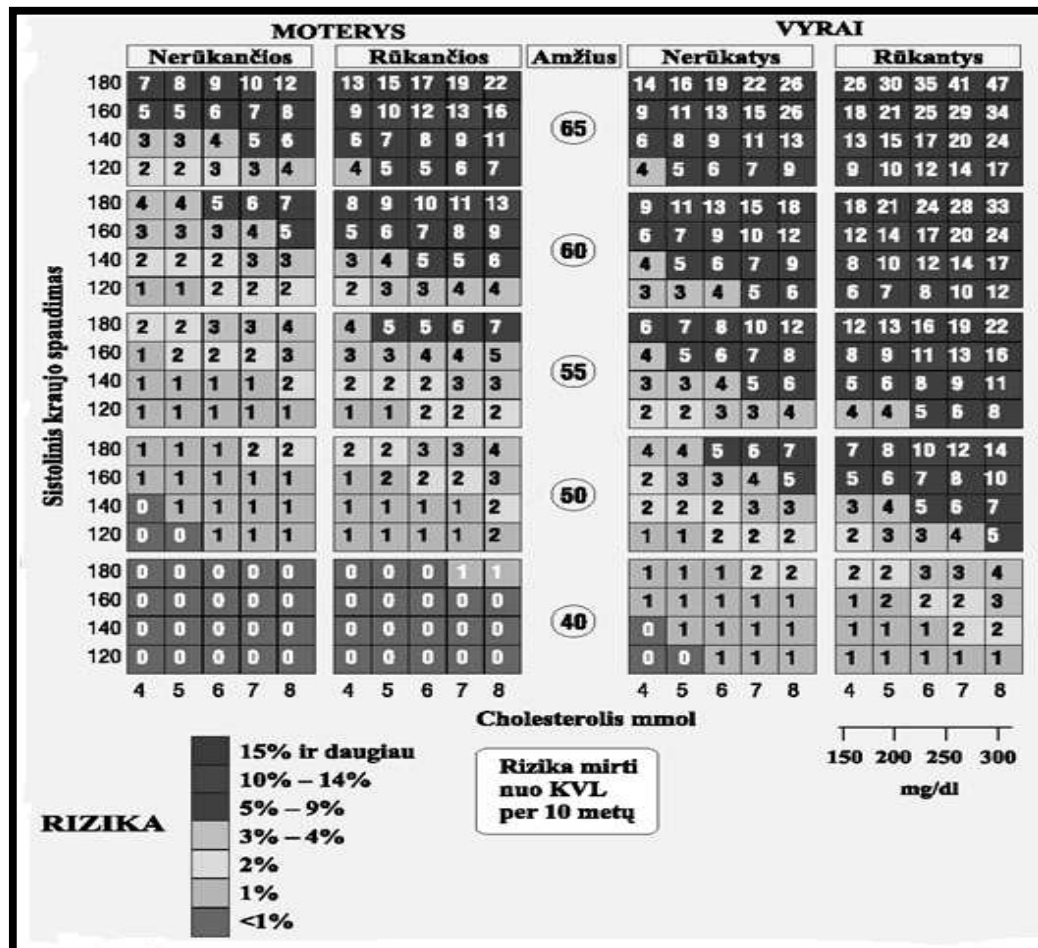 MOTERYS VYRAI
Nerūkančios Rūkančios Amžius Nerūkatys Rūkantys
180 7 8 9 10 12 13 15 17 19 22 14 16 19 22 26 26 30 35 41 47
160 5 5 6 7 8 9 10 12 13 16 9 11 13 15 26 18 21 25 29 34
65
140 3 3 4 5 6 6 7 8 9 11 6 8 9 11 13 13 15 17 20 24
120 2 2 3 3 4 4 5 5 6 7 4 5 6 7 9 9 10 12 14 17
180 4 4 5 6 7 8 9 10 11 13 9 11 13 15 18 18 21 24 28 33
160 3 3 3 4 5 5 6 7 8 9 6 7 9 10 12 12 14 17 20 24
60
140 2 2 2 3 3 3 4 5 5 6 4 5 6 7 9 8 10 12 14 17
120 1 1 2 2 2 2 3 3 4 4 3 3 4 5 6 6 7 8 10 12
180 2 2 3 3 4 4 5 5 6 7 6 7 8 10 12 12 13 16 19 22
160 1 2 2 2 3 3 3 4 4 5 4 5 6 7 8 8 9 11 13 16
55
140 1 1 1 1 2 2 2 2 3 3 3 3 4 5 6 5 6 8 9 11
120 1 1 1 1 1 1 1 2 2 2 2 2 3 3 4 4 4 5 6 8
180 1 1 1 2 2 2 2 3 3 4 4 4 5 6 7 7 8 10 12 14
160 1 1 1 1 1 1 2 2 2 3 2 3 3 4 5 5 6 7 8 10
50
140 0 1 1 1 1 1 1 1 1 2 2 2 2 3 3 3 4 5 6 7
120 0 0 1 1 1 1 1 1 1 2 1 1 2 2 2 2 3 3 4 5
180 0 0 0 0 0 0 0 0 1 1 1 1 1 2 2 2 2 3 3 4
160 0 0 0 0 0 0 0 0 0 0 1 1 1 1 1 1 2 2 2 3
40
140 0 0 0 0 0 0 0 0 0 0 0 1 1 1 1 1 1 1 2 2
120 0 0 0 0 0 0 0 0 0 0 0 0 1 1 1 1 1 1 1 1
4 5 6 7 8 4 5 6 7 8 4 5 6 7 8 4 5 6 7 8
Sistolinis kraujo spaudimas
Cholesterolis mmol
150 200 250 300
mg/dl
RIZIKA
15% ir daugiau
10% – 14%
5% – 9%
3% – 4%
2%
1%
<1%
Rizika mirti
nuo KVL
per 10 metų